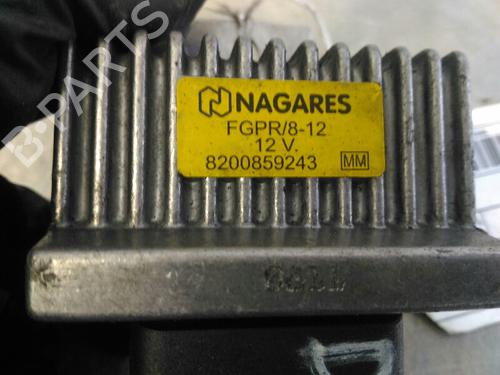 B-PARTS
NAGARES
FGPR/8-12
12 V.
8200859243 MM